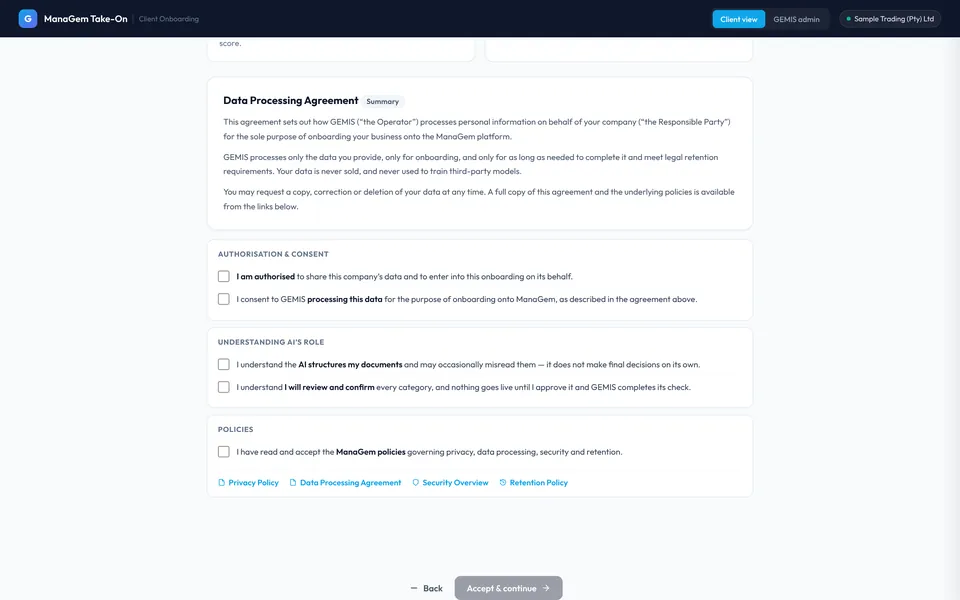 G ManaGem Take-On Client Onboarding Client view GEMIS admin Sample Trading (Pty) Ltd
score.
Data Processing Agreement Summary
This agreement sets out how GEMIS (“the Operator”) processes personal information on behalf of your company (“the Responsible Party”)
for the sole purpose of onboarding your business onto the ManaGem platform.
GEMIS processes only the data you provide, only for onboarding, and only for as long as needed to complete it and meet legal retention
requirements. Your data is never sold, and never used to train third-party models.
You may request a copy, correction or deletion of your data at any time. A full copy of this agreement and the underlying policies is available
from the links below.
AUTHORISATION & CONSENT
I am authorised to share this company's data and to enter into this onboarding on its behalf.
I consent to GEMIS processing this data for the purpose of onboarding onto ManaGem, as described in the agreement above.
UNDERSTANDING AI'S ROLE
I understand the AI structures my documents and may occasionally misread them — it does not make final decisions on its own.
I understand I will review and confirm every category, and nothing goes live until I approve it and GEMIS completes its check.
POLICIES
I have read and accept the ManaGem policies governing privacy, data processing, security and retention.
Privacy Policy Data Processing Agreement Security Overview Retention Policy
Back Accept & continue →